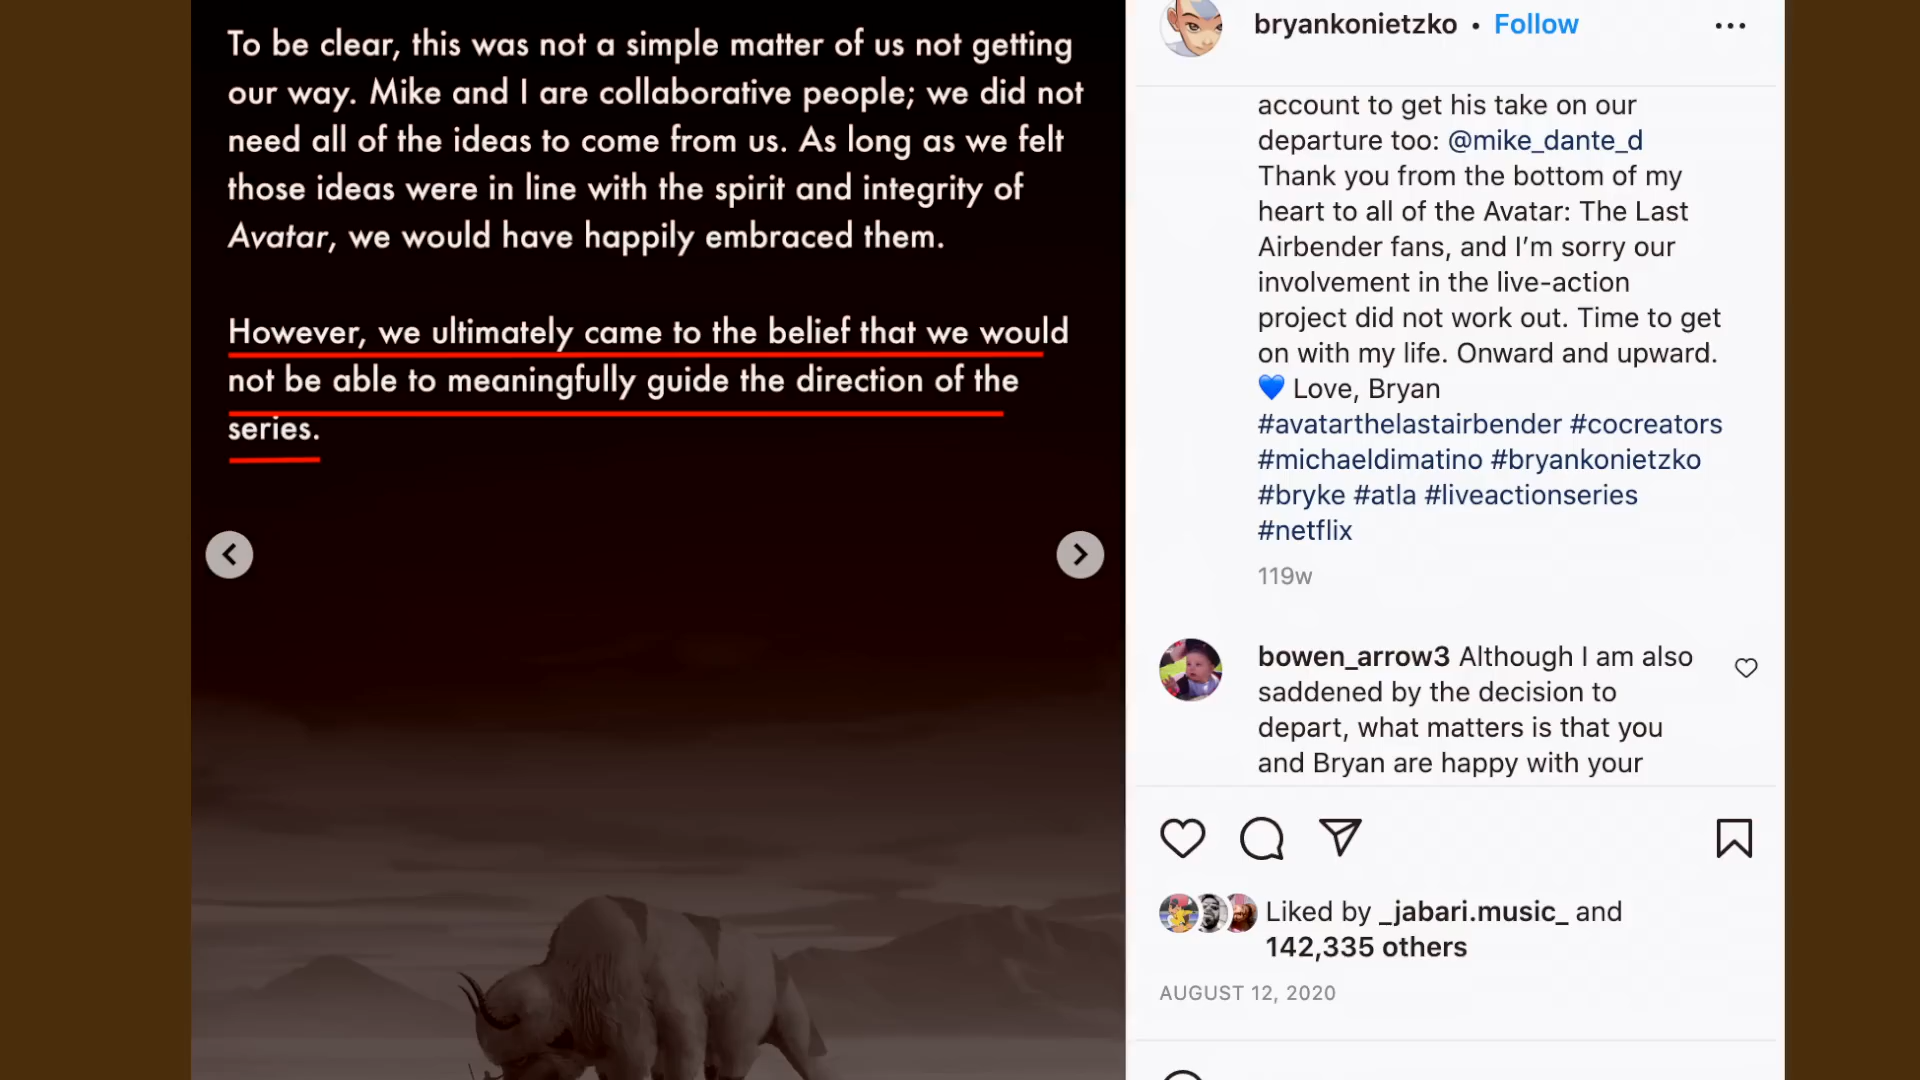 To be clear, this was not a simple matter of us not getting
our way. Mike and I are collaborative people; we did not
need all of the ideas to come from us. As long as we felt
those ideas were in line with the spirit and integrity of
Avatar, we would have happily embraced them.
However, we ultimately came to the belief that we would
not be able to meaningfully guide the direction of the
series.
bryankonietzko • Follow
account to get his take on our
departure too: @mike_dante_d
Thank you from the bottom of my
heart to all of the Avatar: The Last
Airbender fans, and I’m sorry our
involvement in the live-action
project did not work out. Time to get
on with my life. Onward and upward.
💙 Love, Bryan
#avatarthelastairbender #cocreators
#michaeldimatino #bryankonietzko
#bryke #atla #liveactionseries
#netflix
119w
bowen_arrow3 Although I am also
saddened by the decision to
depart, what matters is that you
and Bryan are happy with your
Liked by _jabari.music_ and
142,335 others
AUGUST 12, 2020